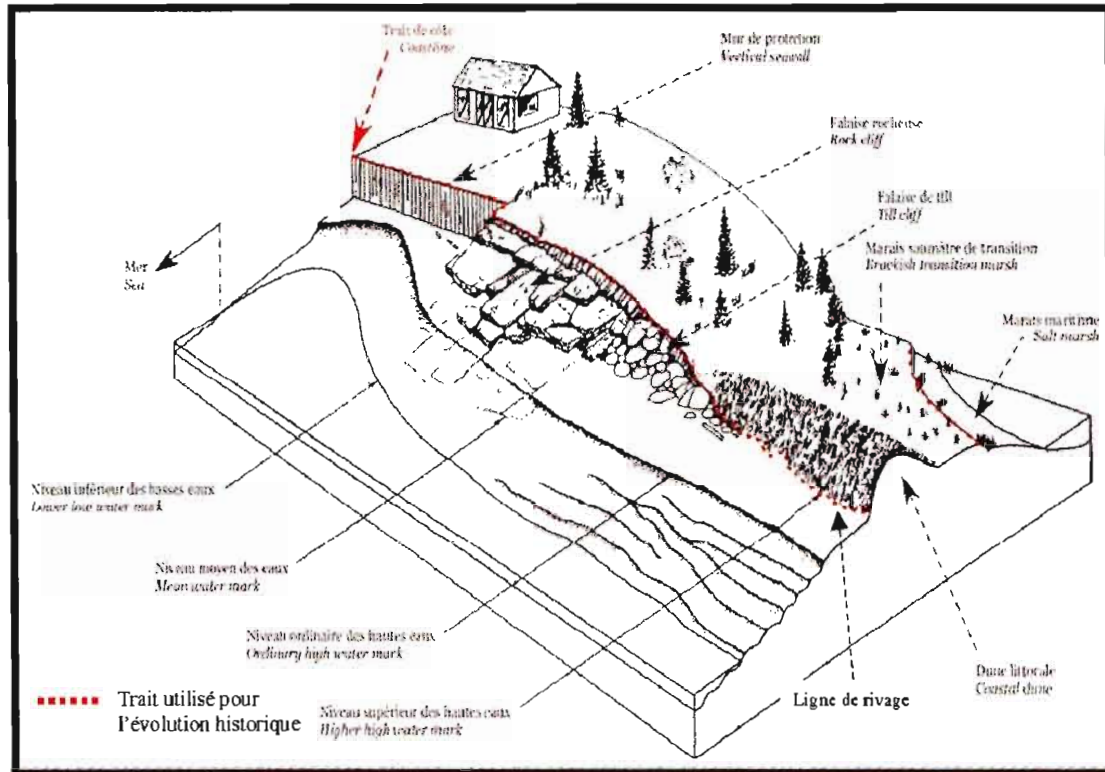 Trait de côte
Coastline
Mur de protection
Vertical seawall
Falaise rocheuse
Rock cliff
Falaise de till
Till cliff
Marais saumâtre de transition
Brackish transition marsh
Marais maritime
Salt marsh
Mer
Sea
Niveau inférieur des basses eaux
Lower low water mark
Niveau moyen des eaux
Mean water mark
Niveau ordinaire des hautes eaux
Ordinary high water mark
Niveau supérieur des hautes eaux
Higher high water mark
Ligne de rivage
Dune littorale
Coastal dune
Trait utilisé pour
l'évolution historique